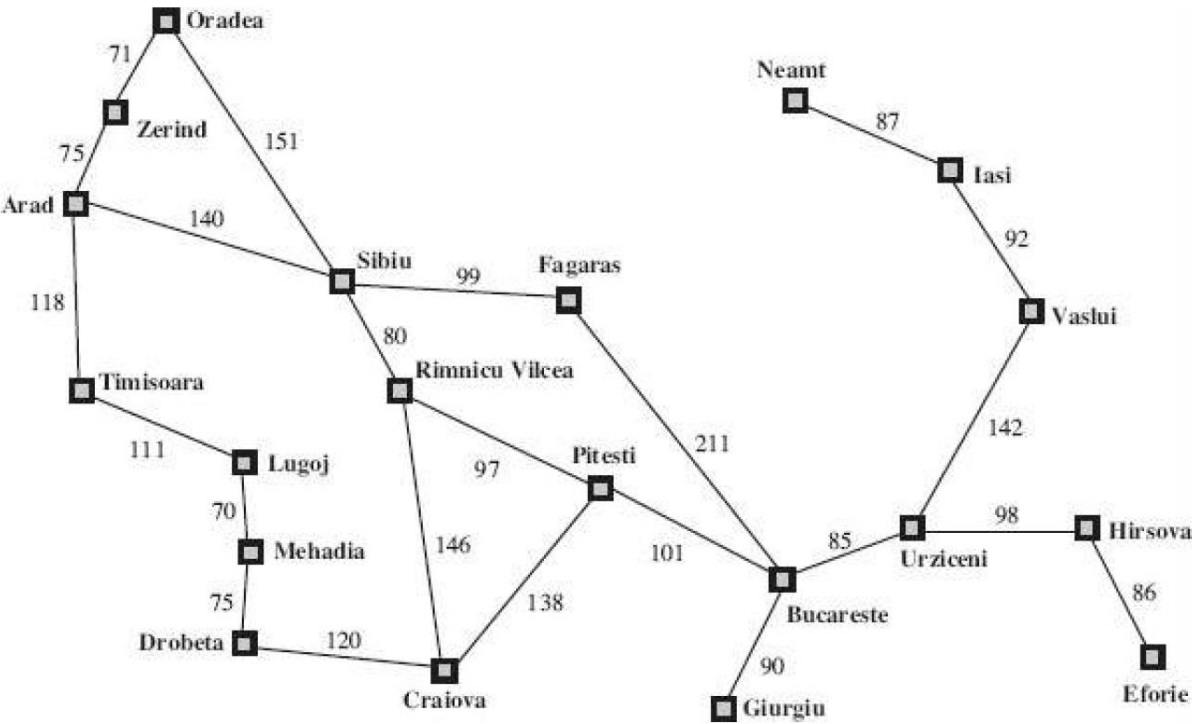 Oradea
71
Neamt
87
Zerind
151
75
Iasi
Arad
140
92
Sibiu
Fagaras
99
118
Vaslui
80
Rimnicu Vilcea
Timisoara
142
211
111
Lugoj
97
Pitesti
70
98
Hirsova
Mehadia
146
101
85
Urziceni
86
75
138
Bucareste
Drobeta
120
90
Craiova
Eforie
Giurgiu